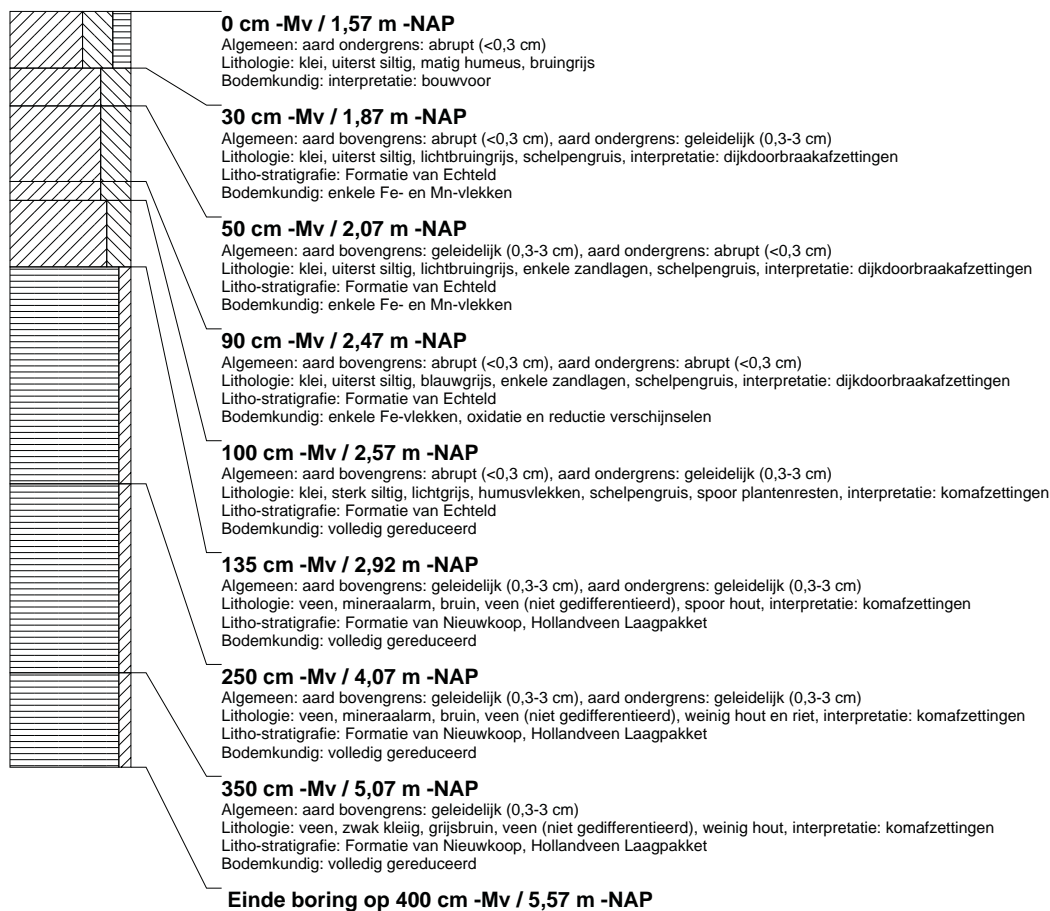 0 cm -Mv / 1,57 m -NAP
Algemeen: aard ondergrens: abrupt (<0,3 cm)
Lithologie: klei, uiterst siltig, matig humeus, bruingrijs
Bodemkundig: interpretatie: bouwvoor
30 cm -Mv / 1,87 m -NAP
Algemeen: aard bovengrens: abrupt (<0,3 cm), aard ondergrens: geleidelijk (0,3-3 cm)
Lithologie: klei, uiterst siltig, lichtbruingrijs, schelpengruis, interpretatie: dijkdoorbraakafzettingen
Litho-stratigrafie: Formatie van Echteld
Bodemkundig: enkele Fe- en Mn-vlekken
50 cm -Mv / 2,07 m -NAP
Algemeen: aard bovengrens: geleidelijk (0,3-3 cm), aard ondergrens: abrupt (<0,3 cm)
Lithologie: klei, uiterst siltig, lichtbruingrijs, enkele zandlagen, schelpengruis, interpretatie: dijkdoorbraakafzettingen
Litho-stratigrafie: Formatie van Echteld
Bodemkundig: enkele Fe- en Mn-vlekken
90 cm -Mv / 2,47 m -NAP
Algemeen: aard bovengrens: abrupt (<0,3 cm), aard ondergrens: abrupt (<0,3 cm)
Lithologie: klei, uiterst siltig, blauwgrijs, enkele zandlagen, schelpengruis, interpretatie: dijkdoorbraakafzettingen
Litho-stratigrafie: Formatie van Echteld
Bodemkundig: enkele Fe-vlekken, oxidatie en reductie verschijnselen
100 cm -Mv / 2,57 m -NAP
Algemeen: aard bovengrens: abrupt (<0,3 cm), aard ondergrens: geleidelijk (0,3-3 cm)
Lithologie: klei, sterk siltig, lichtgrijs, humusvlekken, schelpengruis, spoor plantenresten, interpretatie: komafzettingen
Litho-stratigrafie: Formatie van Echteld
Bodemkundig: volledig gereduceerd
135 cm -Mv / 2,92 m -NAP
Algemeen: aard bovengrens: geleidelijk (0,3-3 cm), aard ondergrens: geleidelijk (0,3-3 cm)
Lithologie: veen, mineraalarm, bruin, veen (niet gedifferentieerd), spoor hout, interpretatie: komafzettingen
Litho-stratigrafie: Formatie van Nieuwkoop, Hollandveen Laagpakket
Bodemkundig: volledig gereduceerd
250 cm -Mv / 4,07 m -NAP
Algemeen: aard bovengrens: geleidelijk (0,3-3 cm), aard ondergrens: geleidelijk (0,3-3 cm)
Lithologie: veen, mineraalarm, bruin, veen (niet gedifferentieerd), weinig hout en riet, interpretatie: komafzettingen
Litho-stratigrafie: Formatie van Nieuwkoop, Hollandveen Laagpakket
Bodemkundig: volledig gereduceerd
350 cm -Mv / 5,07 m -NAP
Algemeen: aard bovengrens: geleidelijk (0,3-3 cm)
Lithologie: veen, zwak kleiig, grijsbruin, veen (niet gedifferentieerd), weinig hout, interpretatie: komafzettingen
Litho-stratigrafie: Formatie van Nieuwkoop, Hollandveen Laagpakket
Bodemkundig: volledig gereduceerd
Einde boring op 400 cm -Mv / 5,57 m -NAP